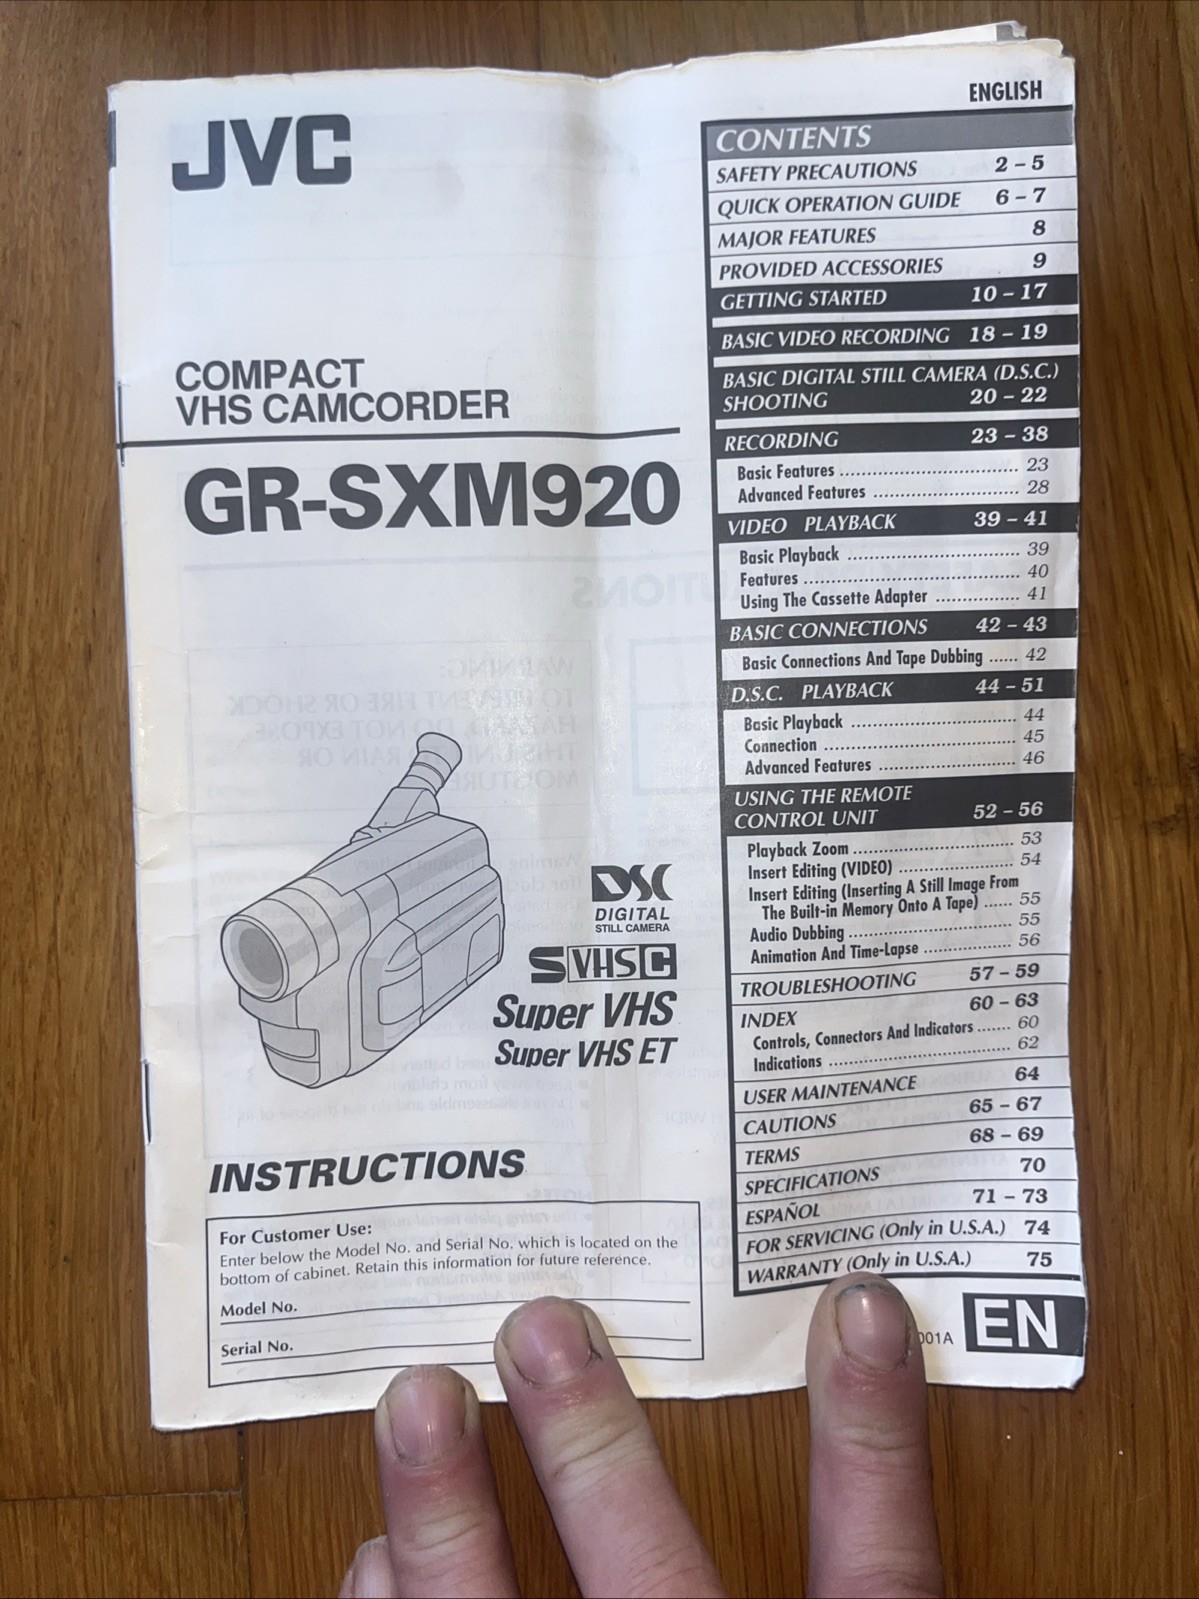 JVC
COMPACT
VHS CAMCORDER
GR-SXM920
DSC
DIGITAL
STILL CAMERA
S VHS C
Super VHS
Super VHS ET
INSTRUCTIONS
For Customer Use:
Enter below the Model No. and Serial No. which is located on the
bottom of cabinet. Retain this information for future reference.
Model No.
Serial No.
ENGLISH
CONTENTS
SAFETY PRECAUTIONS 2 – 5
QUICK OPERATION GUIDE 6 – 7
MAJOR FEATURES 8
PROVIDED ACCESSORIES 9
GETTING STARTED 10 – 17
BASIC VIDEO RECORDING 18 – 19
BASIC DIGITAL STILL CAMERA (D.S.C.)
SHOOTING 20 – 22
RECORDING 23 – 38
Basic Features ........ 23
Advanced Features ........ 28
VIDEO PLAYBACK 39 – 41
Basic Playback ........ 39
Features ........ 40
Using The Cassette Adapter ........ 41
BASIC CONNECTIONS 42 – 43
Basic Connections And Tape Dubbing ...... 42
D.S.C. PLAYBACK 44 – 51
Basic Playback ........ 44
Connection ........ 45
Advanced Features ........ 46
USING THE REMOTE
CONTROL UNIT 52 – 56
Playback Zoom ........ 53
Insert Editing (VIDEO) ........ 54
Insert Editing (Inserting A Still Image From
The Built-in Memory Onto A Tape) ...... 55
Audio Dubbing ........ 55
Animation And Time-Lapse ........ 56
TROUBLESHOOTING 57 – 59
INDEX 60 – 63
Controls, Connectors And Indicators ....... 60
Indications ........ 62
USER MAINTENANCE 64
CAUTIONS 65 – 67
TERMS 68 – 69
SPECIFICATIONS 70
ESPAÑOL 71 – 73
FOR SERVICING (Only in U.S.A.) 74
WARRANTY (Only in U.S.A.) 75
001A
EN